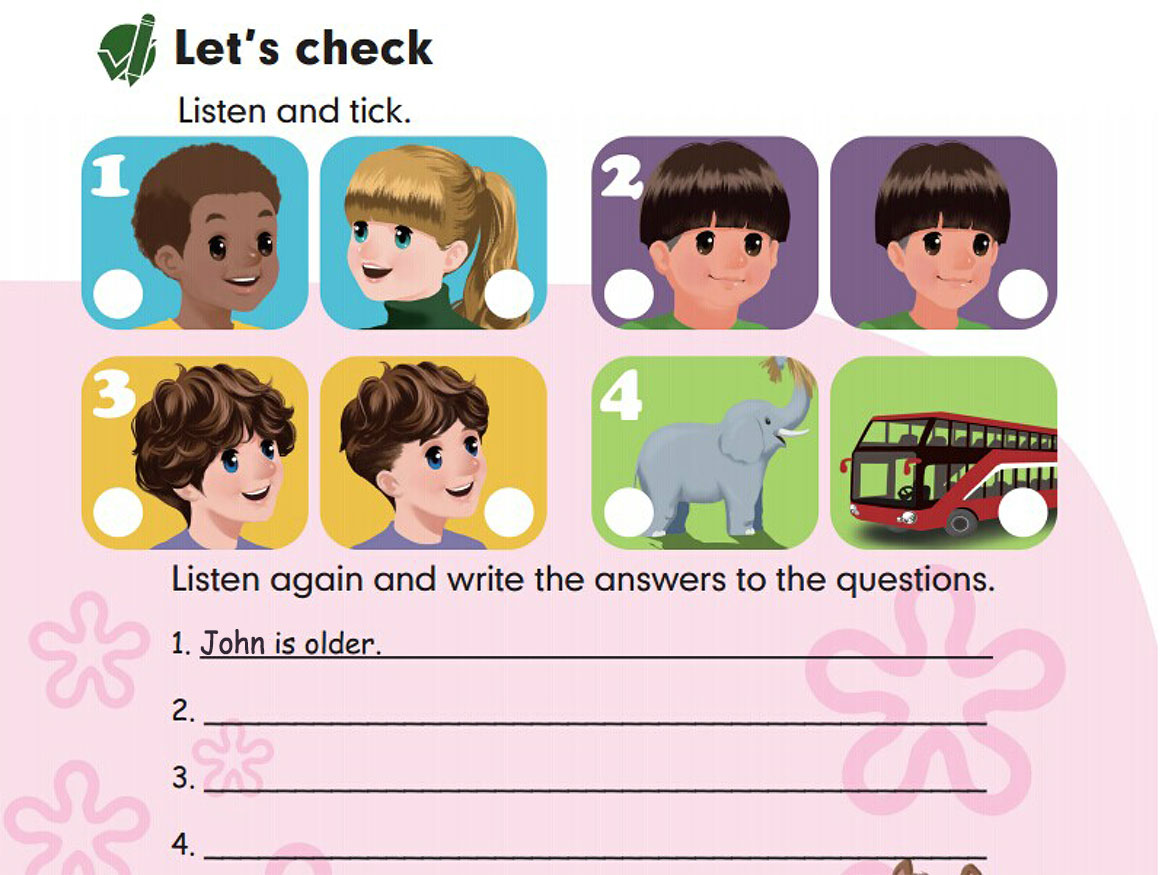 Let's check
Listen and tick.
1
2
3
4
Listen again and write the answers to the questions.
1. John is older.
2.
3.
4.